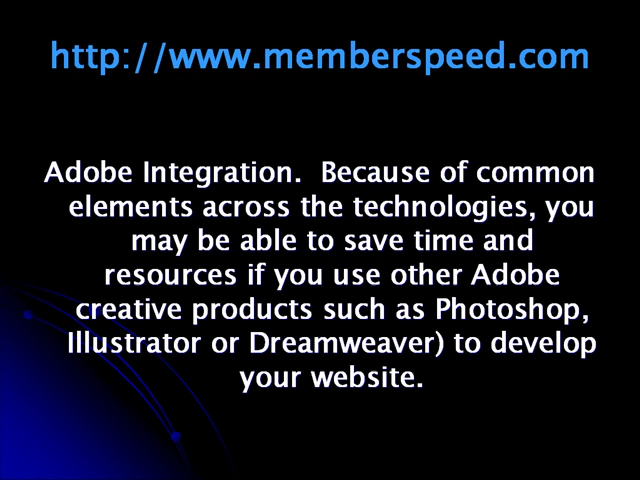 http://www.memberspeed.com
Adobe Integration.  Because of common
elements across the technologies, you
may be able to save time and
resources if you use other Adobe
creative products such as Photoshop,
Illustrator or Dreamweaver) to develop
your website.